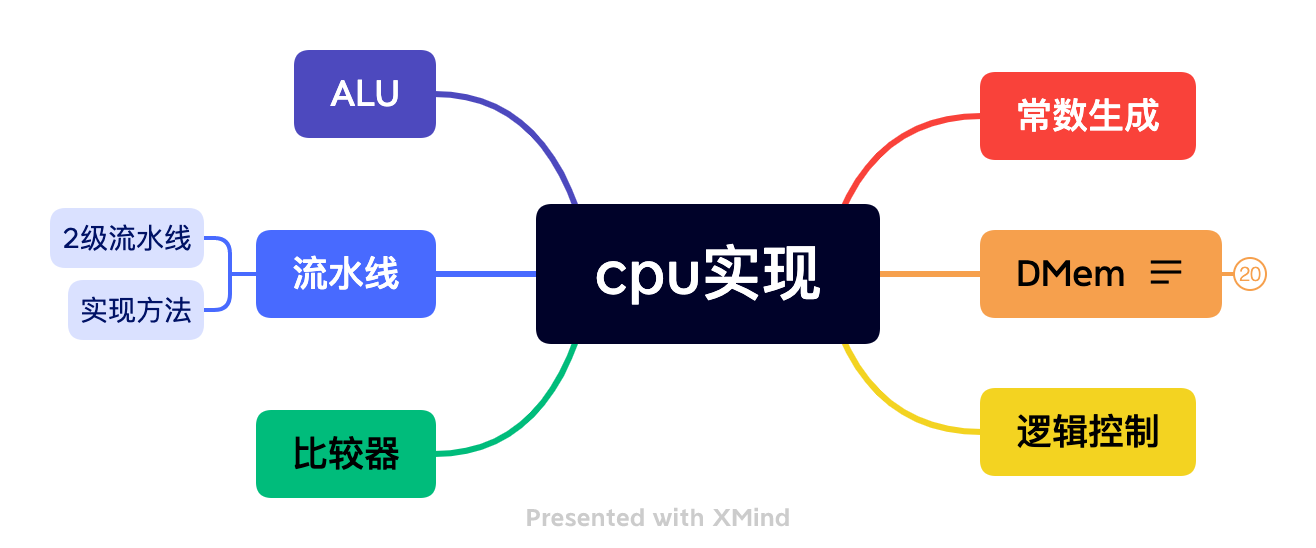 ALU
常数生成
2级流水线
流水线
cpu实现
DMem
20
实现方法
比较器
逻辑控制
Presented with XMind